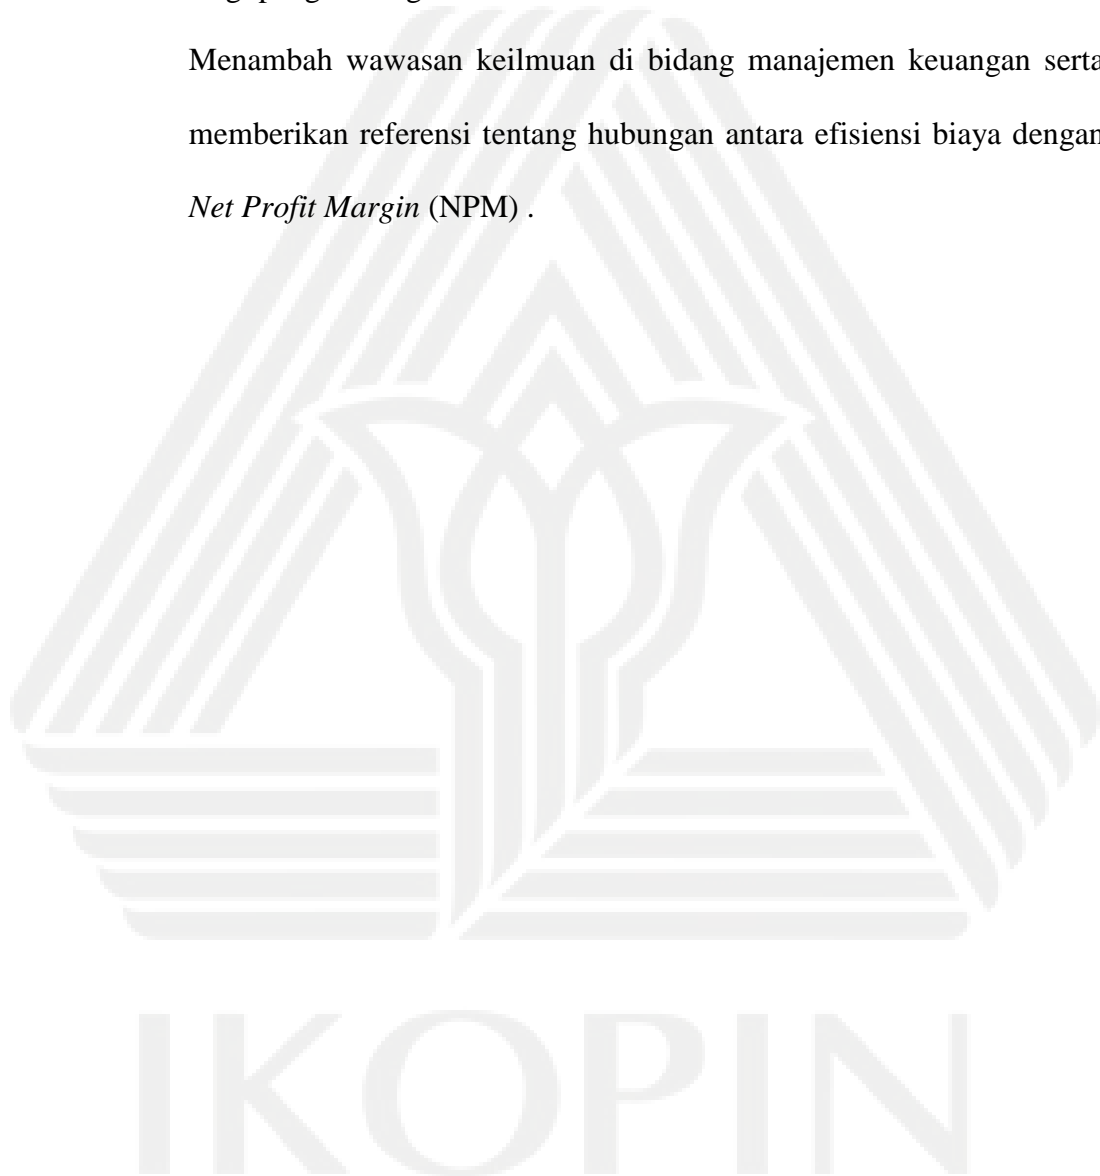 Menambah wawasan keilmuan di bidang manajemen keuangan serta
memberikan referensi tentang hubungan antara efisiensi biaya dengan
Net Profit Margin (NPM) .
IKOPIN